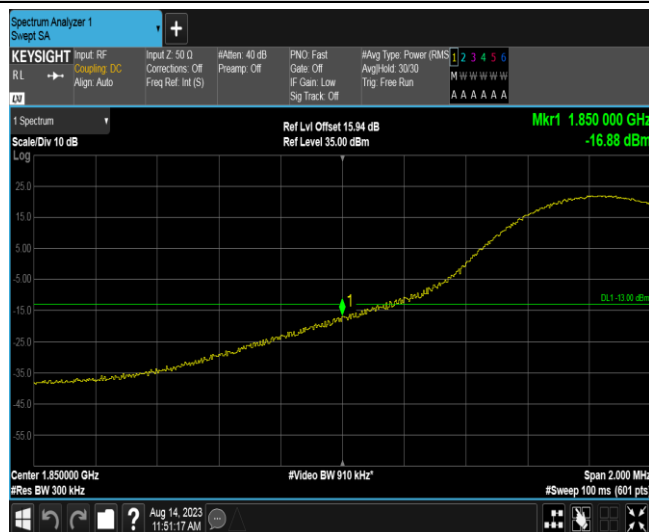 Spectrum Analyzer 1
Swept SA
+
KEYSIGHT
RL
LXI
Input: RF
Coupling: DC
Align: Auto
Input Z: 50 Ω
Corrections: Off
Freq Ref: Int (S)
#Atten: 40 dB
Preamp: Off
PNO: Fast
Gate: Off
IF Gain: Low
Sig Track: Off
#Avg Type: Power (RMS
Avg|Hold: 30/30
Trig: Free Run
1 2 3 4 5 6
M W W W W W
A A A A A A
1 Spectrum
Scale/Div 10 dB
Log
Ref Lvl Offset 15.94 dB
Ref Level 35.00 dBm
Mkr1 1.850 000 GHz
-16.88 dBm
25.0
15.0
5.00
-5.00
-15.0
-25.0
-35.0
-45.0
-55.0
1
DL1 -13.00 dBm
Center 1.85000 GHz
#Res BW 300 kHz
#Video BW 910 kHz*
Span 2.000 MHz
#Sweep 100 ms (601 pts)
?
Aug 14, 2023
11:51:17 AM